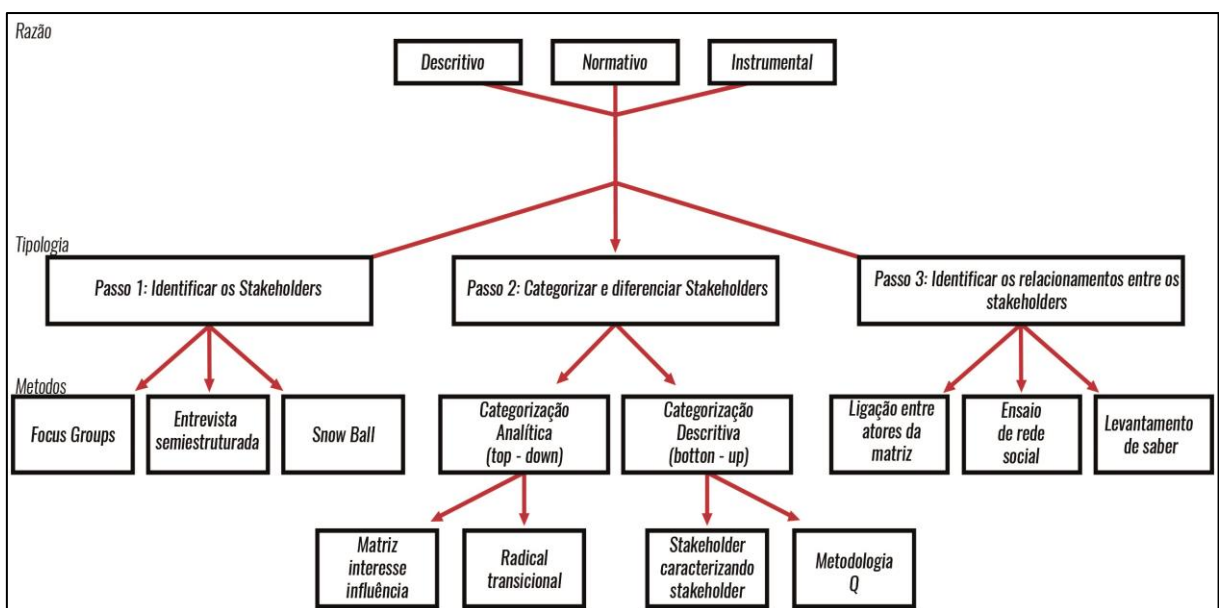 Razão
Descritivo
Normativo
Instrumental
Tipologia
Passo 1: Identificar os Stakeholders
Passo 2: Categorizar e diferenciar Stakeholders
Passo 3: Identificar os relacionamentos entre os
stakeholders
Metodos
Focus Groups
Entrevista
semiestruturada
Snow Ball
Categorização
Analítica
(top - down)
Categorização
Descritiva
(botton - up)
Ligação entre
atores da
matriz
Ensaio
de rede
social
Levantamento
de saber
Matriz
interesse
influência
Radical
transicional
Stakeholder
caracterizando
stakeholder
Metodologia
Q